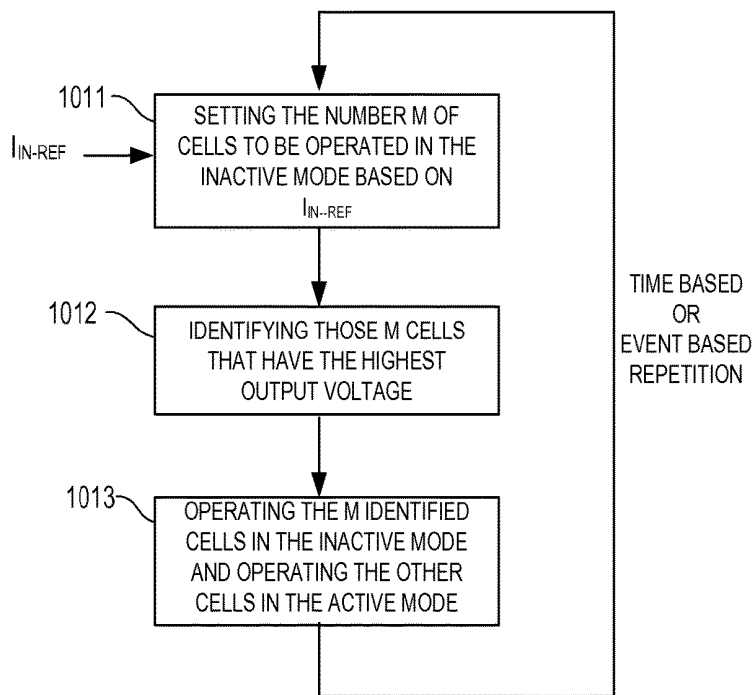 1011
I_IN-REF
SETTING THE NUMBER M OF
CELLS TO BE OPERATED IN THE
INACTIVE MODE BASED ON
I_IN--REF
1012
IDENTIFYING THOSE M CELLS
THAT HAVE THE HIGHEST
OUTPUT VOLTAGE
1013
OPERATING THE M IDENTIFIED
CELLS IN THE INACTIVE MODE
AND OPERATING THE OTHER
CELLS IN THE ACTIVE MODE
TIME BASED
OR
EVENT BASED
REPETITION